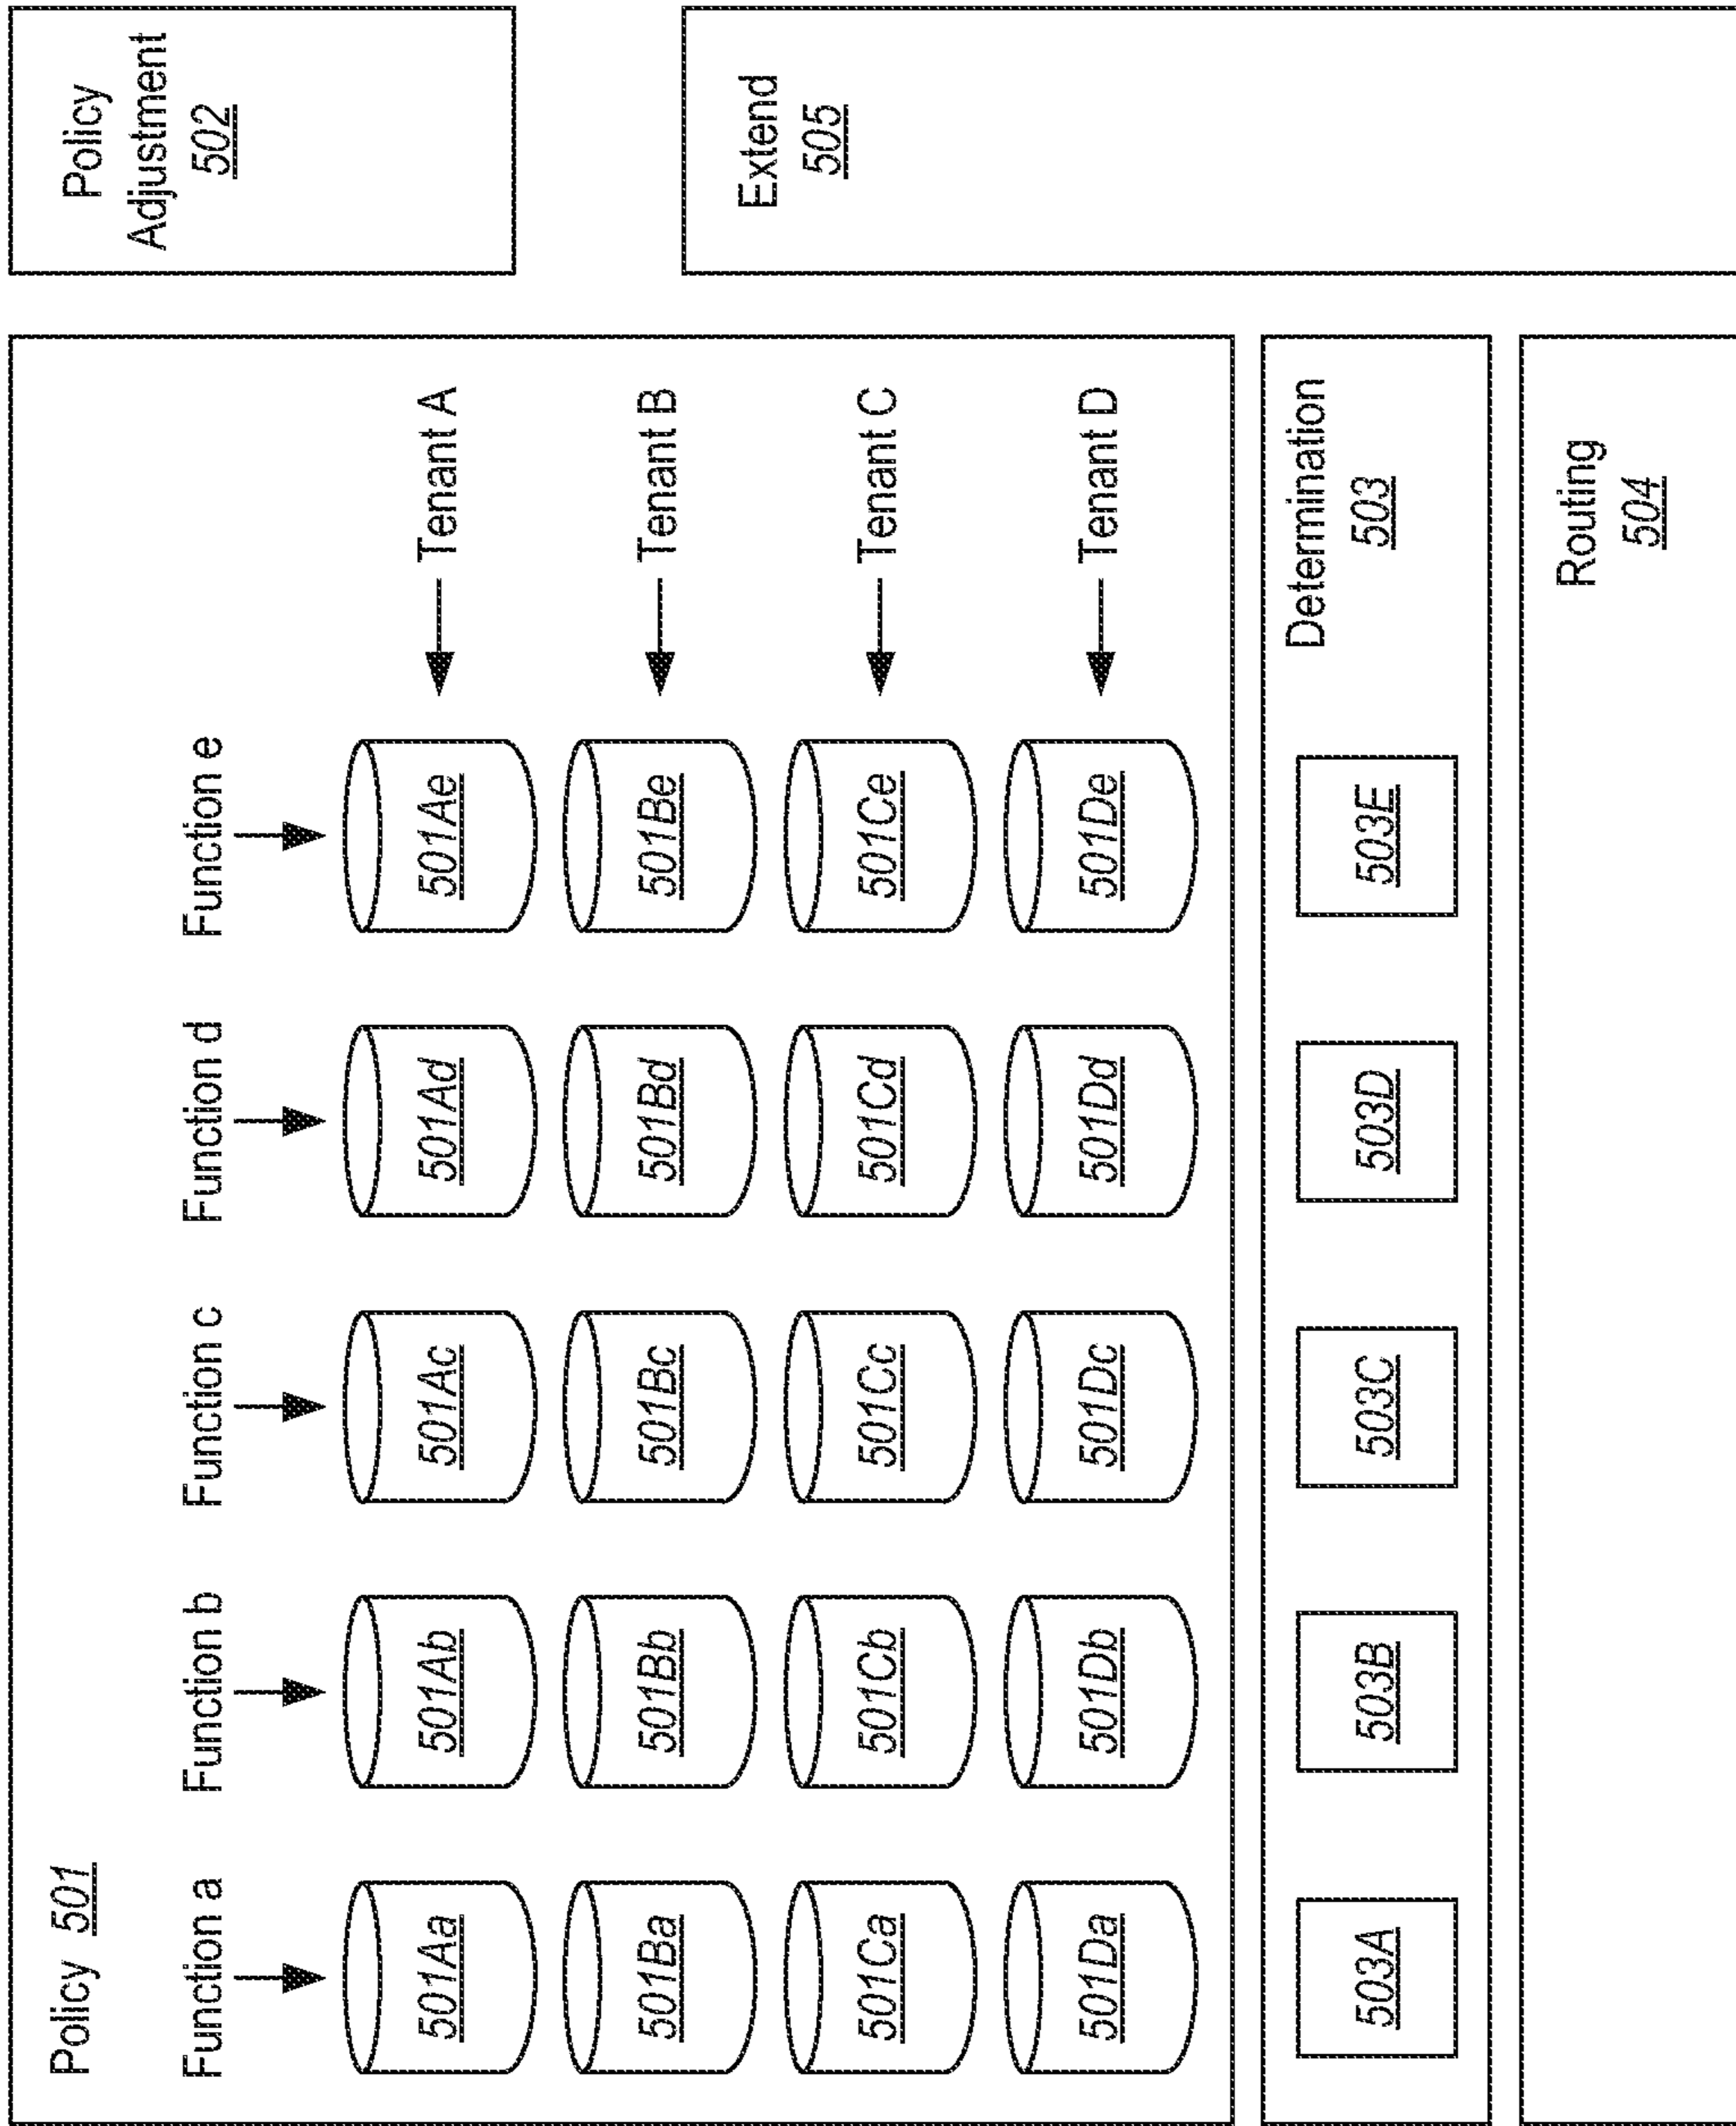 Policy 501
Function a
Function b
Function c
Function d
Function e
501Aa
501Ab
501Ac
501Ad
501Ae
Tenant A
501Ba
501Bb
501Bc
501Bd
501Be
Tenant B
501Ca
501Cb
501Cc
501Cd
501Ce
Tenant C
501Da
501Db
501Dc
501Dd
501De
Tenant D
Policy
Adjustment
502
503A
503B
503C
503D
503E
Determination
503
Routing
504
Extend
505